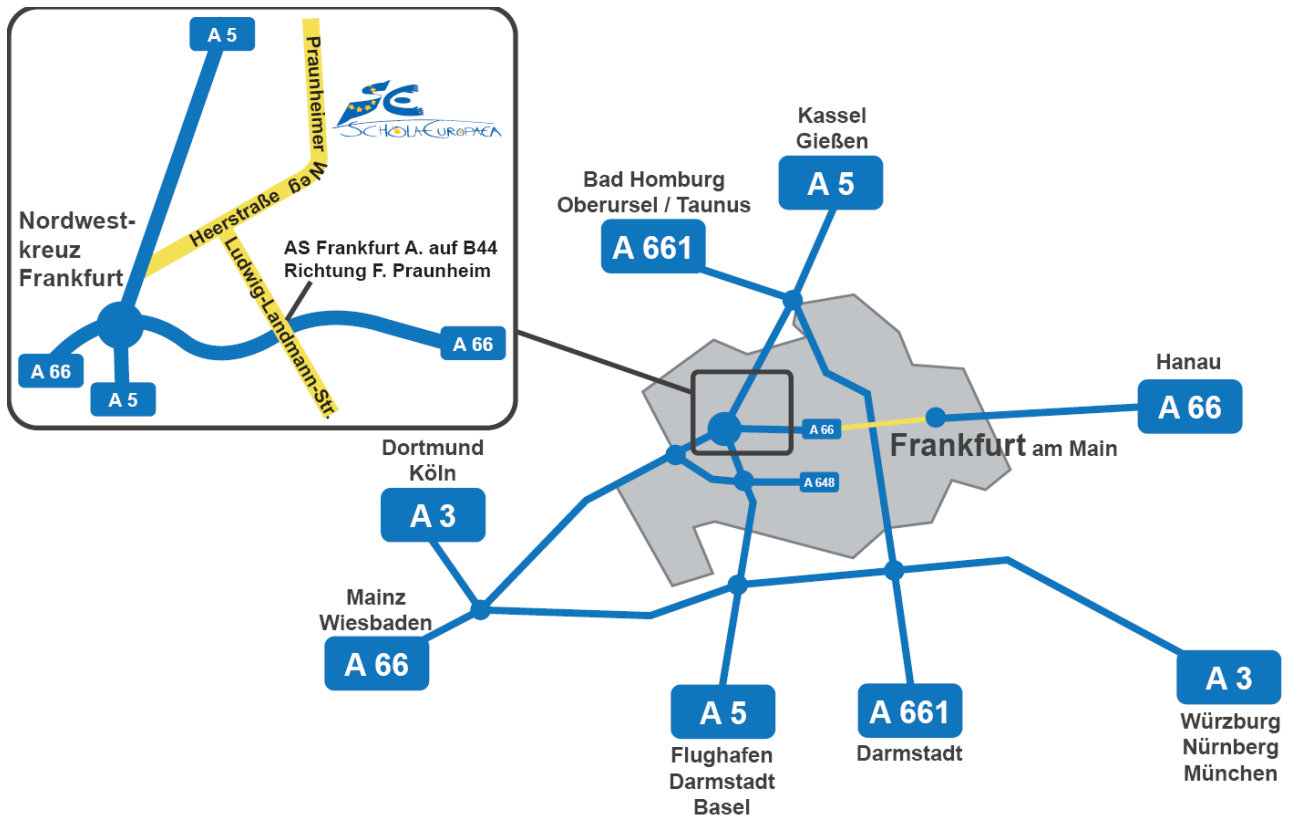 A 5
Praunheimer Weg
SCHOLAEUROPAEA
Heerstraße
Nordwest-
kreuz
Frankfurt
Ludwig-Landmann-Str.
AS Frankfurt A. auf B44
Richtung F. Praunheim
A 66
A 66
A 5
Kassel
Gießen
A 5
Bad Homburg
Oberursel / Taunus
A 661
Hanau
A 66
A 66
Frankfurt am Main
A 648
Dortmund
Köln
A 3
Mainz
Wiesbaden
A 66
A 5
Flughafen
Darmstadt
Basel
A 661
Darmstadt
A 3
Würzburg
Nürnberg
München